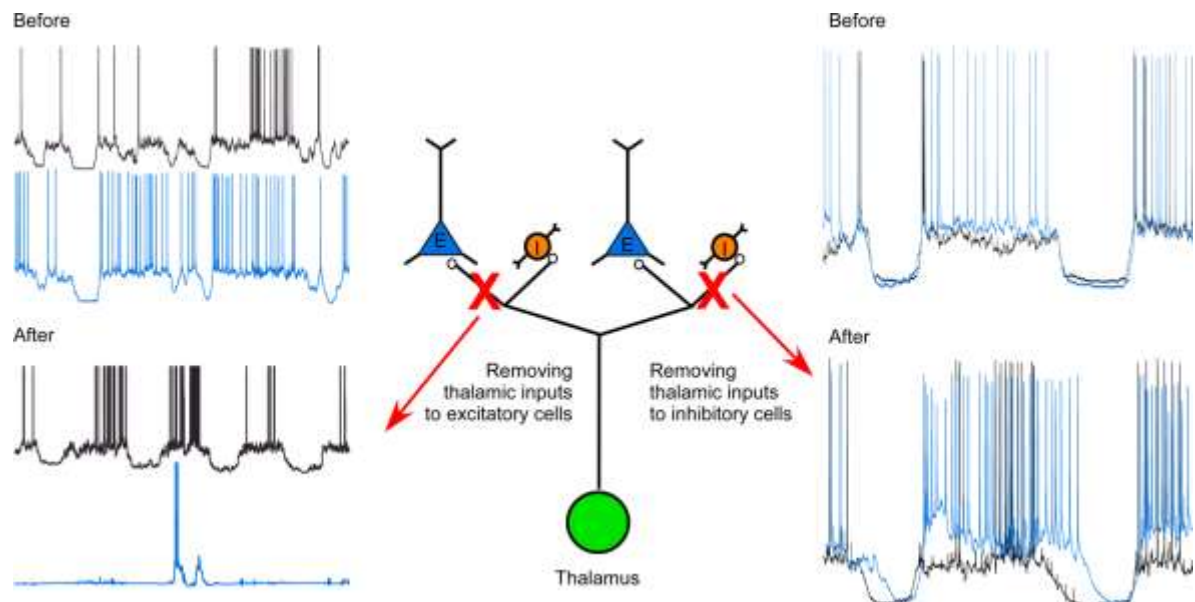 Before
Before
E
I
E
I
X
X
After
After
Removing
thalamic inputs
to excitatory cells
Removing
thalamic inputs
to inhibitory cells
Thalamus